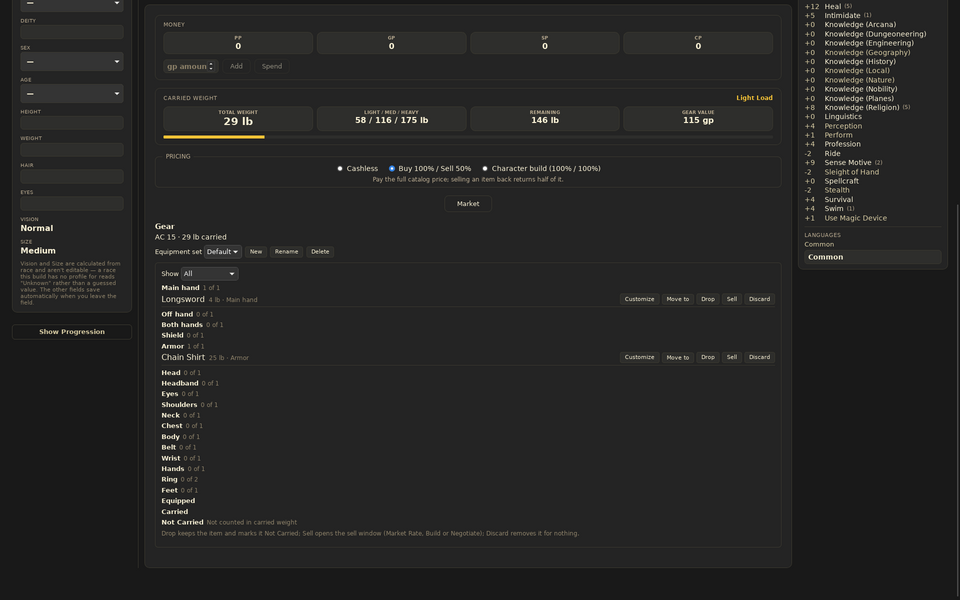 —
DEITY
SEX
—
AGE
—
HEIGHT
WEIGHT
HAIR
EYES
VISION
Normal
SIZE
Medium
Vision and Size are calculated from
race and aren't editable — a race
this build has no profile for reads
"Unknown" rather than a guessed
value. The other fields save
automatically when you leave the
field.
Show Progression
MONEY
PP
0
GP
0
SP
0
CP
0
gp amoun
Add
Spend
CARRIED WEIGHT
Light Load
TOTAL WEIGHT
29 lb
LIGHT / MED / HEAVY
58 / 116 / 175 lb
REMAINING
146 lb
GEAR VALUE
115 gp
PRICING
Cashless
Buy 100% / Sell 50%
Character build (100% / 100%)
Pay the full catalog price; selling an item back returns half of it.
Market
Gear
AC 15 · 29 lb carried
Equipment set Default New Rename Delete
Show All
Main hand 1 of 1
Longsword 4 lb · Main hand Customize Move to Drop Sell Discard
Off hand 0 of 1
Both hands 0 of 1
Shield 0 of 1
Armor 1 of 1
Chain Shirt 25 lb · Armor Customize Move to Drop Sell Discard
Head 0 of 1
Headband 0 of 1
Eyes 0 of 1
Shoulders 0 of 1
Neck 0 of 1
Chest 0 of 1
Body 0 of 1
Belt 0 of 1
Wrist 0 of 1
Hands 0 of 1
Ring 0 of 2
Feet 0 of 1
Equipped
Carried
Not Carried Not counted in carried weight
Drop keeps the item and marks it Not Carried; Sell opens the sell window (Market Rate, Build or Negotiate); Discard removes it for nothing.
+12 Heal (5)
+5 Intimidate (1)
+0 Knowledge (Arcana)
+0 Knowledge (Dungeoneering)
+0 Knowledge (Engineering)
+0 Knowledge (Geography)
+0 Knowledge (History)
+0 Knowledge (Local)
+0 Knowledge (Nature)
+0 Knowledge (Nobility)
+0 Knowledge (Planes)
+8 Knowledge (Religion) (5)
+0 Linguistics
+4 Perception
+1 Perform
+4 Profession
-2 Ride
+9 Sense Motive (2)
-2 Sleight of Hand
+0 Spellcraft
-2 Stealth
+4 Survival
+4 Swim (1)
+1 Use Magic Device
LANGUAGES
Common
Common